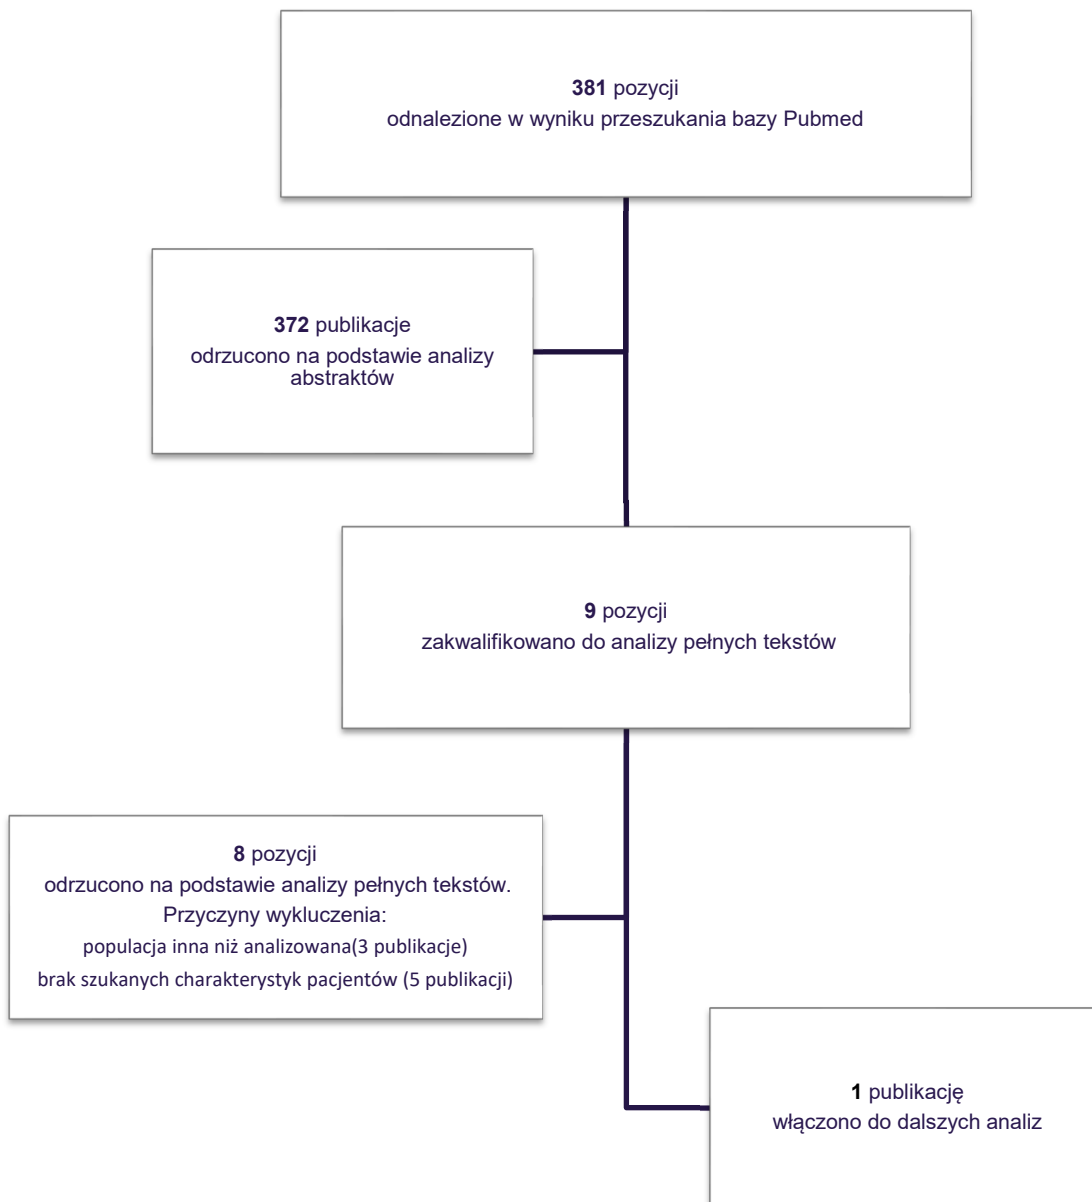 381 pozycji
odnalezione w wyniku przeszukania bazy Pubmed
372 publikacje
odrzucono na podstawie analizy
abstraktów
9 pozycji
zakwalifikowano do analizy pełnych tekstów
8 pozycji
odrzucono na podstawie analizy pełnych tekstów.
Przyczyny wykluczenia:
populacja inna niż analizowana(3 publikacje)
brak szukanych charakterystyk pacjentów (5 publikacji)
1 publikację
włączono do dalszych analiz